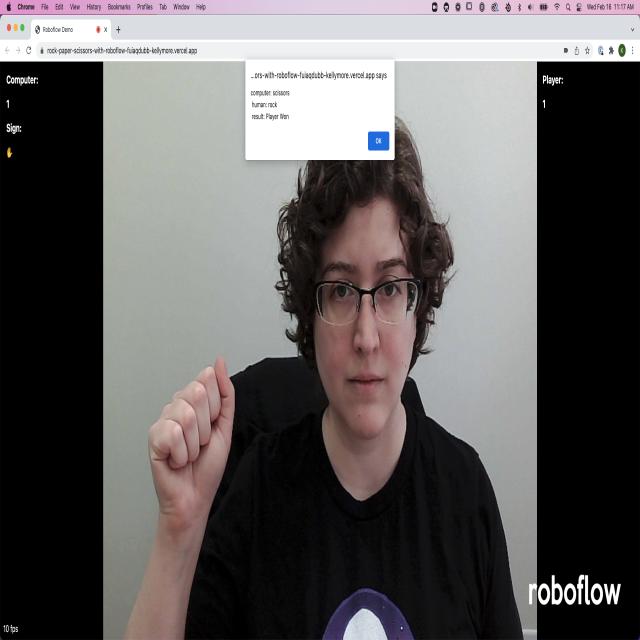 Chrome File Edit View History Bookmarks Profiles Tab Window Help
Wed Feb 16 11:17 AM
Roboflow Demo
rock-paper-scissors-with-roboflow-fuiaqdubb-kellymore.vercel.app
Computer:
1
Sign:
...ors-with-roboflow-fuiaqdubb-kellymore.vercel.app says
computer: scissors
human: rock
result: Player Won
OK
Player:
1
roboflow
10 fps